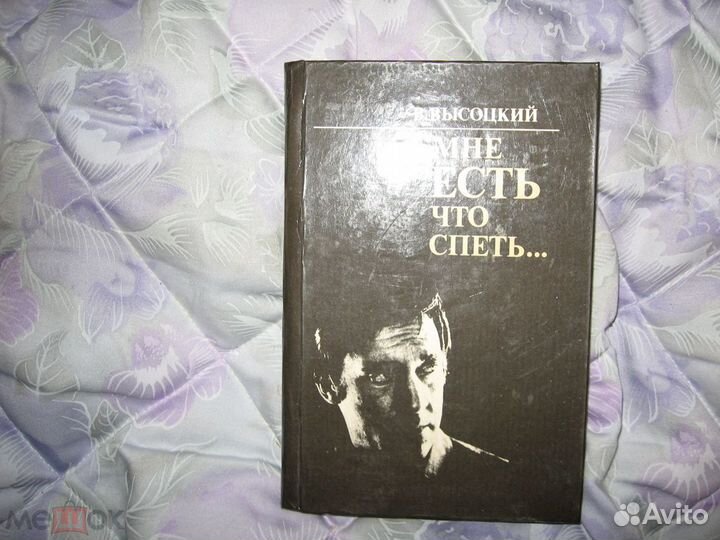 В. ВЫСОЦКИЙ
МНЕ
ЕСТЬ
ЧТО
СПЕТЬ...
мешок
Avito